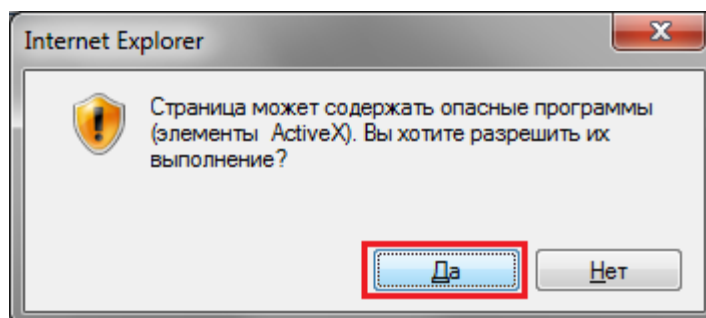 Internet Explorer
Страница может содержать опасные программы
(элементы ActiveX). Вы хотите разрешить их
выполнение?
Да
Нет